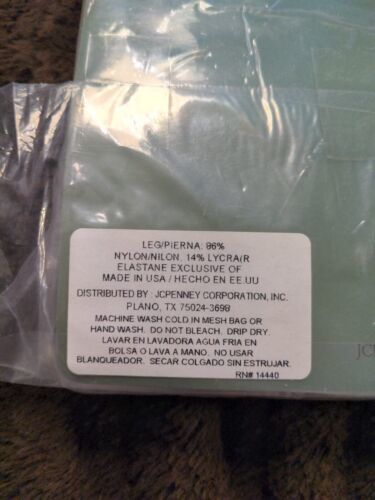 LEG/PIERNA: 86%
NYLON/NILON, 14% LYCRA(R
ELASTANE EXCLUSIVE OF
MADE IN USA / HECHO EN EE.UU
DISTRIBUTED BY : JCPENNEY CORPORATION, INC.
PLANO, TX 75024-3698
MACHINE WASH COLD IN MESH BAG OR
HAND WASH. DO NOT BLEACH. DRIP DRY.
LAVAR EN LAVADORA AGUA FRIA EN
BOLSA O LAVA A MANO. NO USAR
BLANQUEADOR. SECAR COLGADO SIN ESTRUJAR.
RN# 14440